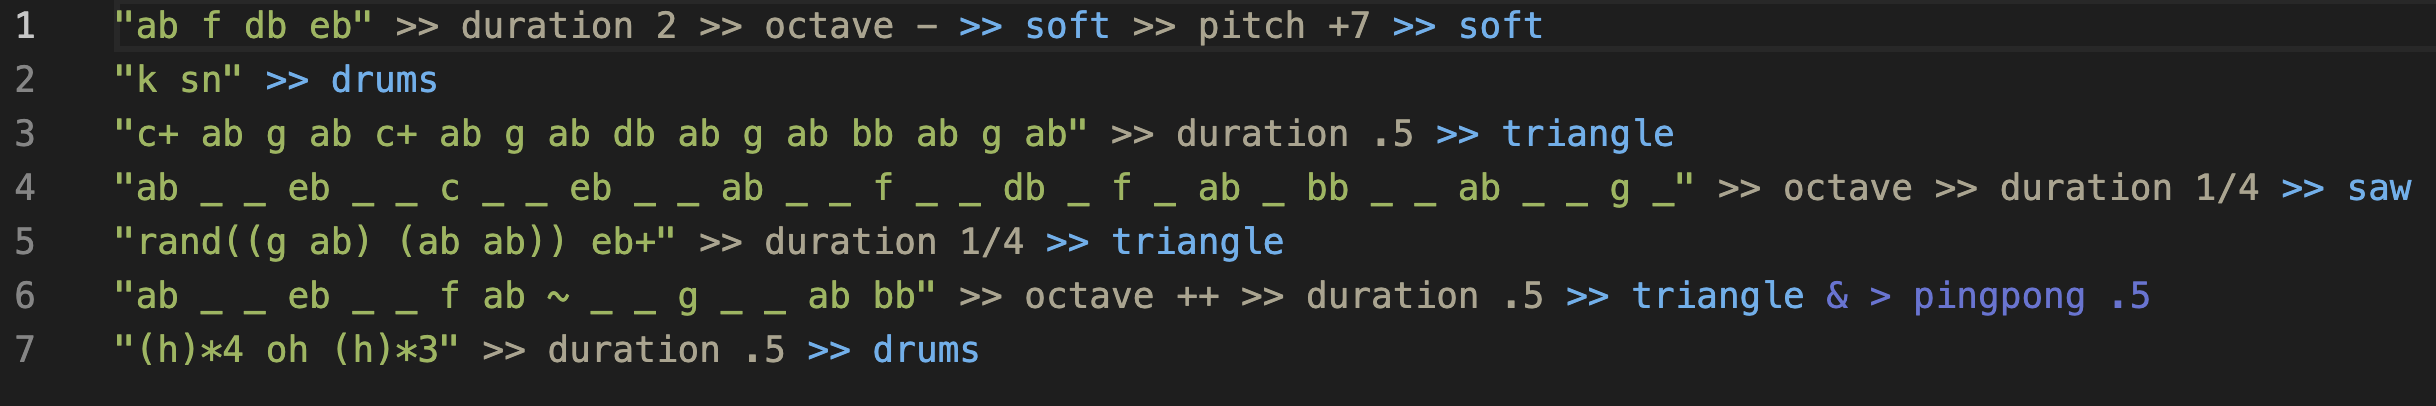 1 "ab f db eb" >> duration 2 >> octave - >> soft >> pitch +7 >> soft
2 "k sn" >> drums
3 "c+ ab g ab c+ ab g ab db ab g ab bb ab g ab" >> duration .5 >> triangle
4 "ab _ _ eb _ _ c _ _ eb _ _ ab _ _ f _ _ db _ f _ ab _ bb _ _ ab _ _ g _" >> octave >> duration 1/4 >> saw
5 "rand((g ab) (ab ab)) eb+" >> duration 1/4 >> triangle
6 "ab _ _ eb _ _ f ab ~ _ _ g _ _ ab bb" >> octave ++ >> duration .5 >> triangle & > pingpong .5
7 "(h)*4 oh (h)*3" >> duration .5 >> drums